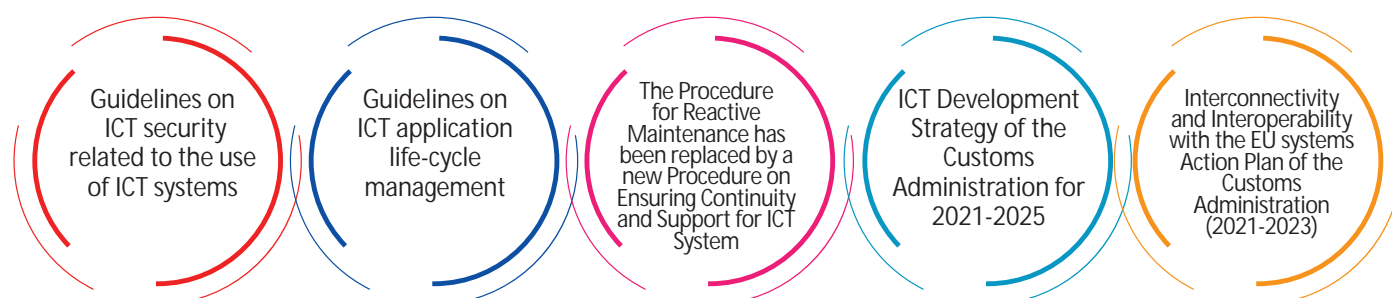 Guidelines on
ICT security
related to the use
of ICT systems
Guidelines on
ICT application
life-cycle
management
The Procedure
for Reactive
Maintenance has
been replaced by a
new Procedure on
Ensuring Continuity
and Support for ICT
System
ICT Development
Strategy of the
Customs
Administration for
2021-2025
Interconnectivity
and Interoperability
with the EU systems
Action Plan of the
Customs
Administration
(2021-2023)